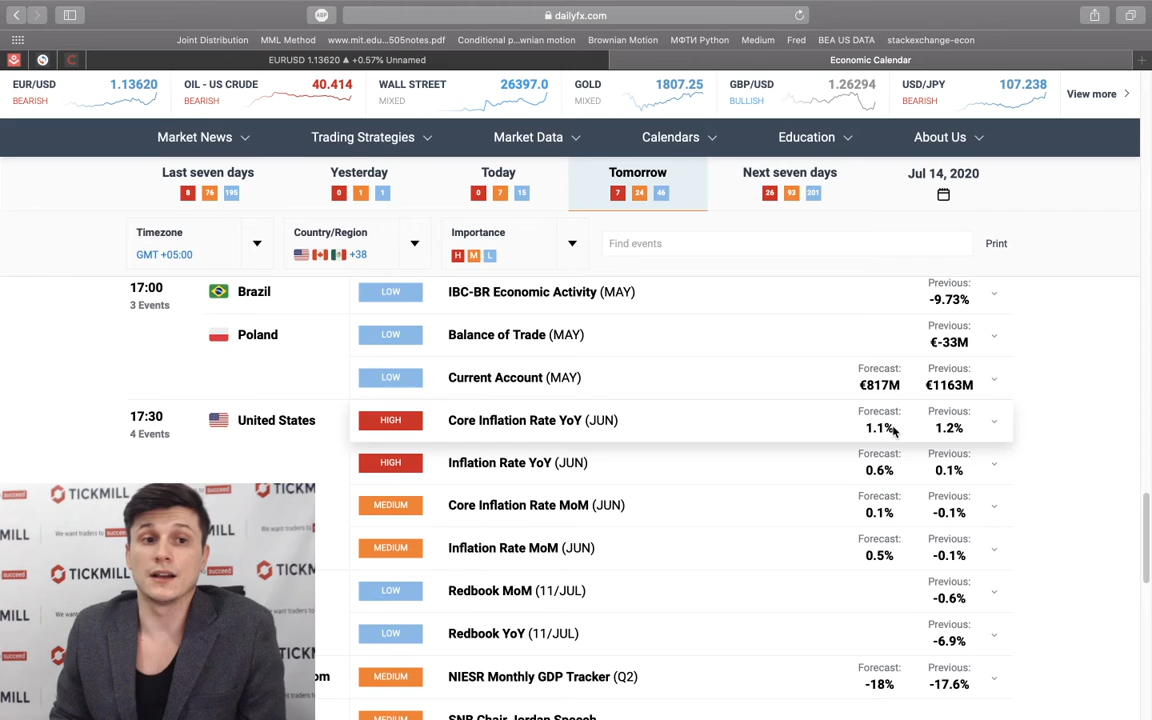 ABP
dailyfx.com
Joint Distribution MML Method www.mit.edu...505notes.pdf Conditional p...wnian motion Brownian Motion МФТИ Python Medium Fred BEA US DATA stackexchange-econ
EURUSD 1.13620 ▲ +0.57% Unnamed
Economic Calendar
EUR/USD 1.13620
BEARISH
OIL - US CRUDE 40.414
BEARISH
WALL STREET 26397.0
MIXED
GOLD 1807.25
MIXED
GBP/USD 1.26294
BULLISH
USD/JPY 107.238
BEARISH
View more
Market News Trading Strategies Market Data Calendars Education About Us
Last seven days
8 76 195
Yesterday
0 1 1
Today
0 7 15
Tomorrow
7 24 46
Next seven days
26 93 201
Jul 14, 2020
Timezone
GMT +05:00
Country/Region
+38
Importance
H M L
Find events
Print
17:00
3 Events
Brazil LOW IBC-BR Economic Activity (MAY)
Previous:
-9.73%
Poland LOW Balance of Trade (MAY)
Previous:
€-33M
LOW Current Account (MAY)
Forecast: Previous:
€817M €1163M
17:30
4 Events
United States HIGH Core Inflation Rate YoY (JUN)
Forecast: Previous:
1.1% 1.2%
HIGH Inflation Rate YoY (JUN)
Forecast: Previous:
0.6% 0.1%
MEDIUM Core Inflation Rate MoM (JUN)
Forecast: Previous:
0.1% -0.1%
MEDIUM Inflation Rate MoM (JUN)
Forecast: Previous:
0.5% -0.1%
LOW Redbook MoM (11/JUL)
Previous:
-0.6%
LOW Redbook YoY (11/JUL)
Previous:
-6.9%
om MEDIUM NIESR Monthly GDP Tracker (Q2)
Forecast: Previous:
-18% -17.6%
MEDIUM SNB Chair Jordan Speech
TICKMILL
We want traders to succeed
TICKMILL
TICKMILL